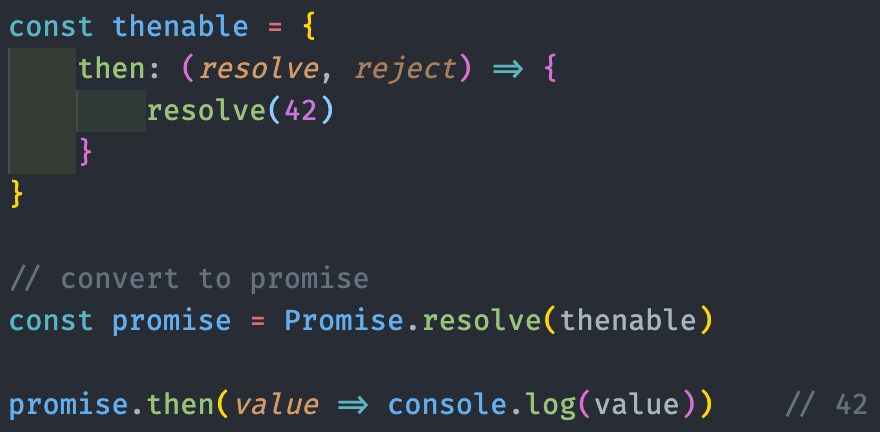 const thenable = {
    then: (resolve, reject) => {
        resolve(42)
    }
}

// convert to promise
const promise = Promise.resolve(thenable)

promise.then(value => console.log(value))    // 42